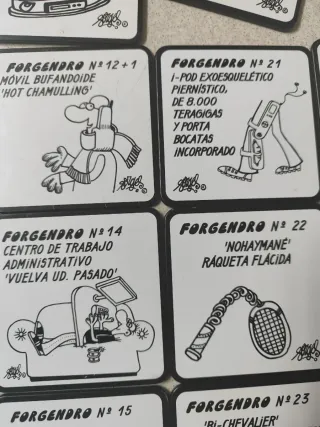 FORGENDRO Nº 12+1
MÓVIL BUFANDOIDE
'HOT CHAMULLING'
FORGENDRO Nº 21
I-POD EXOESQUELÉTICO
PIERNÍSTICO,
DE 8.000
TERAGIGAS
Y PORTA
BOCATAS
INCORPORADO
FORGENDRO Nº 14
CENTRO DE TRABAJO
ADMINISTRATIVO
'VUELVA UD. PASADO'
FORGENDRO Nº 22
'NOHAYMANÉ'
RAQUETA FLÁCIDA
FORGENDRO Nº 15
FORGENDRO Nº 23
'BI-CHEVALIER'